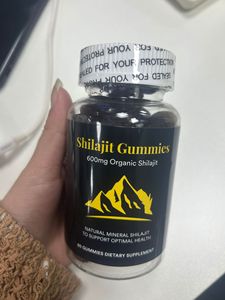 SEALED FOR YOUR PROTECTION
Shilajit Gummies
600mg Organic Shilajit
NATURAL MINERAL SHILAJIT
TO SUPPORT OPTIMAL HEALTH
60 GUMMIES DIETARY SUPPLEMENT